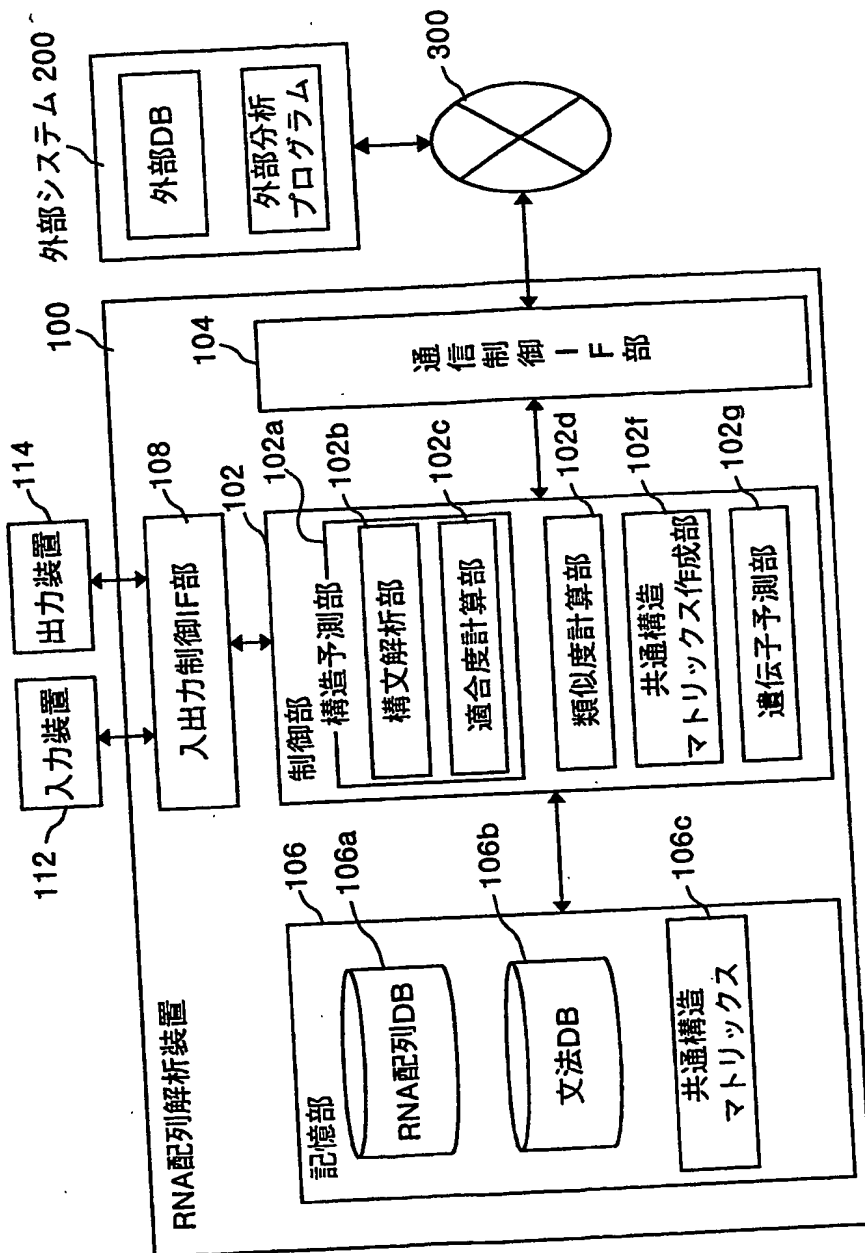 外部システム 200
外部DB
外部分析
プログラム
300
100
114
出力装置
入力装置
112
108
入出力制御IF部
104
通信制御IF部
RNA配列解析装置
102
制御部
102a
構造予測部
102b
構文解析部
102c
適合度計算部
102d
類似度計算部
102f
共通構造
マトリックス作成部
102g
遺伝子予測部
106
記憶部
106a
RNA配列DB
106b
文法DB
106c
共通構造
マトリックス